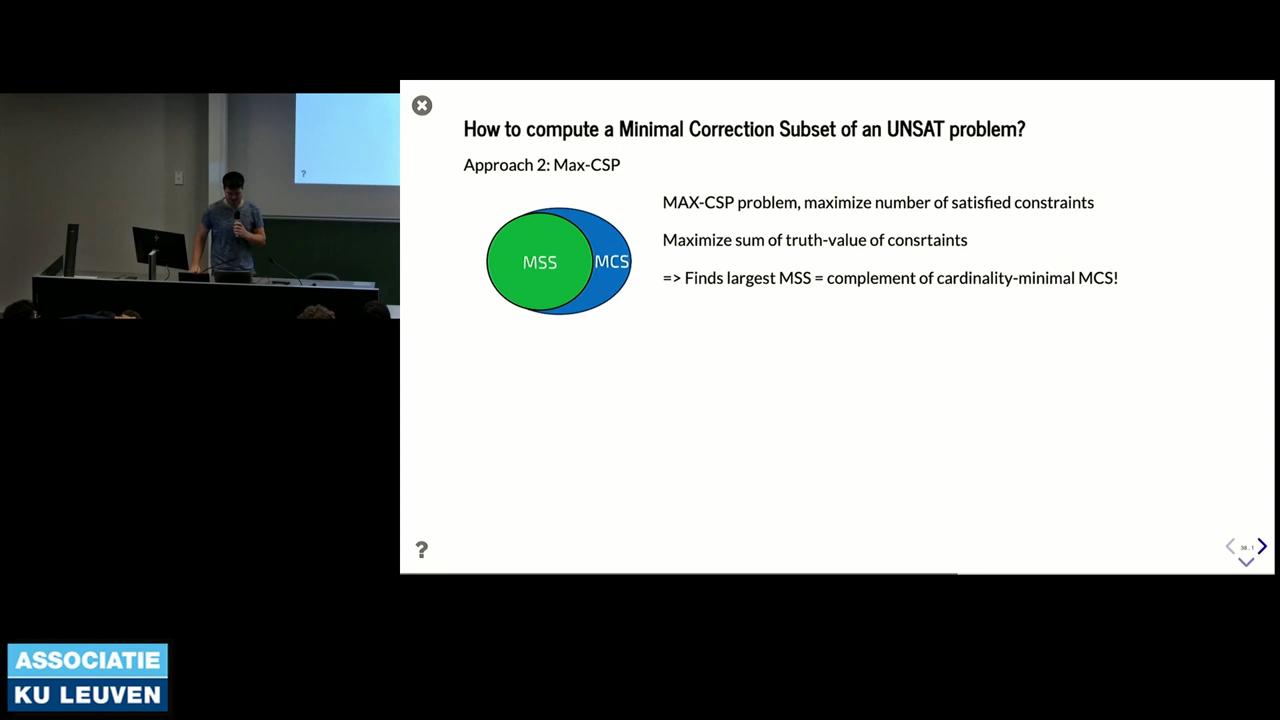 How to compute a Minimal Correction Subset of an UNSAT problem?
Approach 2: Max-CSP
MSS
MCS
MAX-CSP problem, maximize number of satisfied constraints
Maximize sum of truth-value of consrtaints
=> Finds largest MSS = complement of cardinality-minimal MCS!
?
?
38.1
ASSOCIATIE
KU LEUVEN